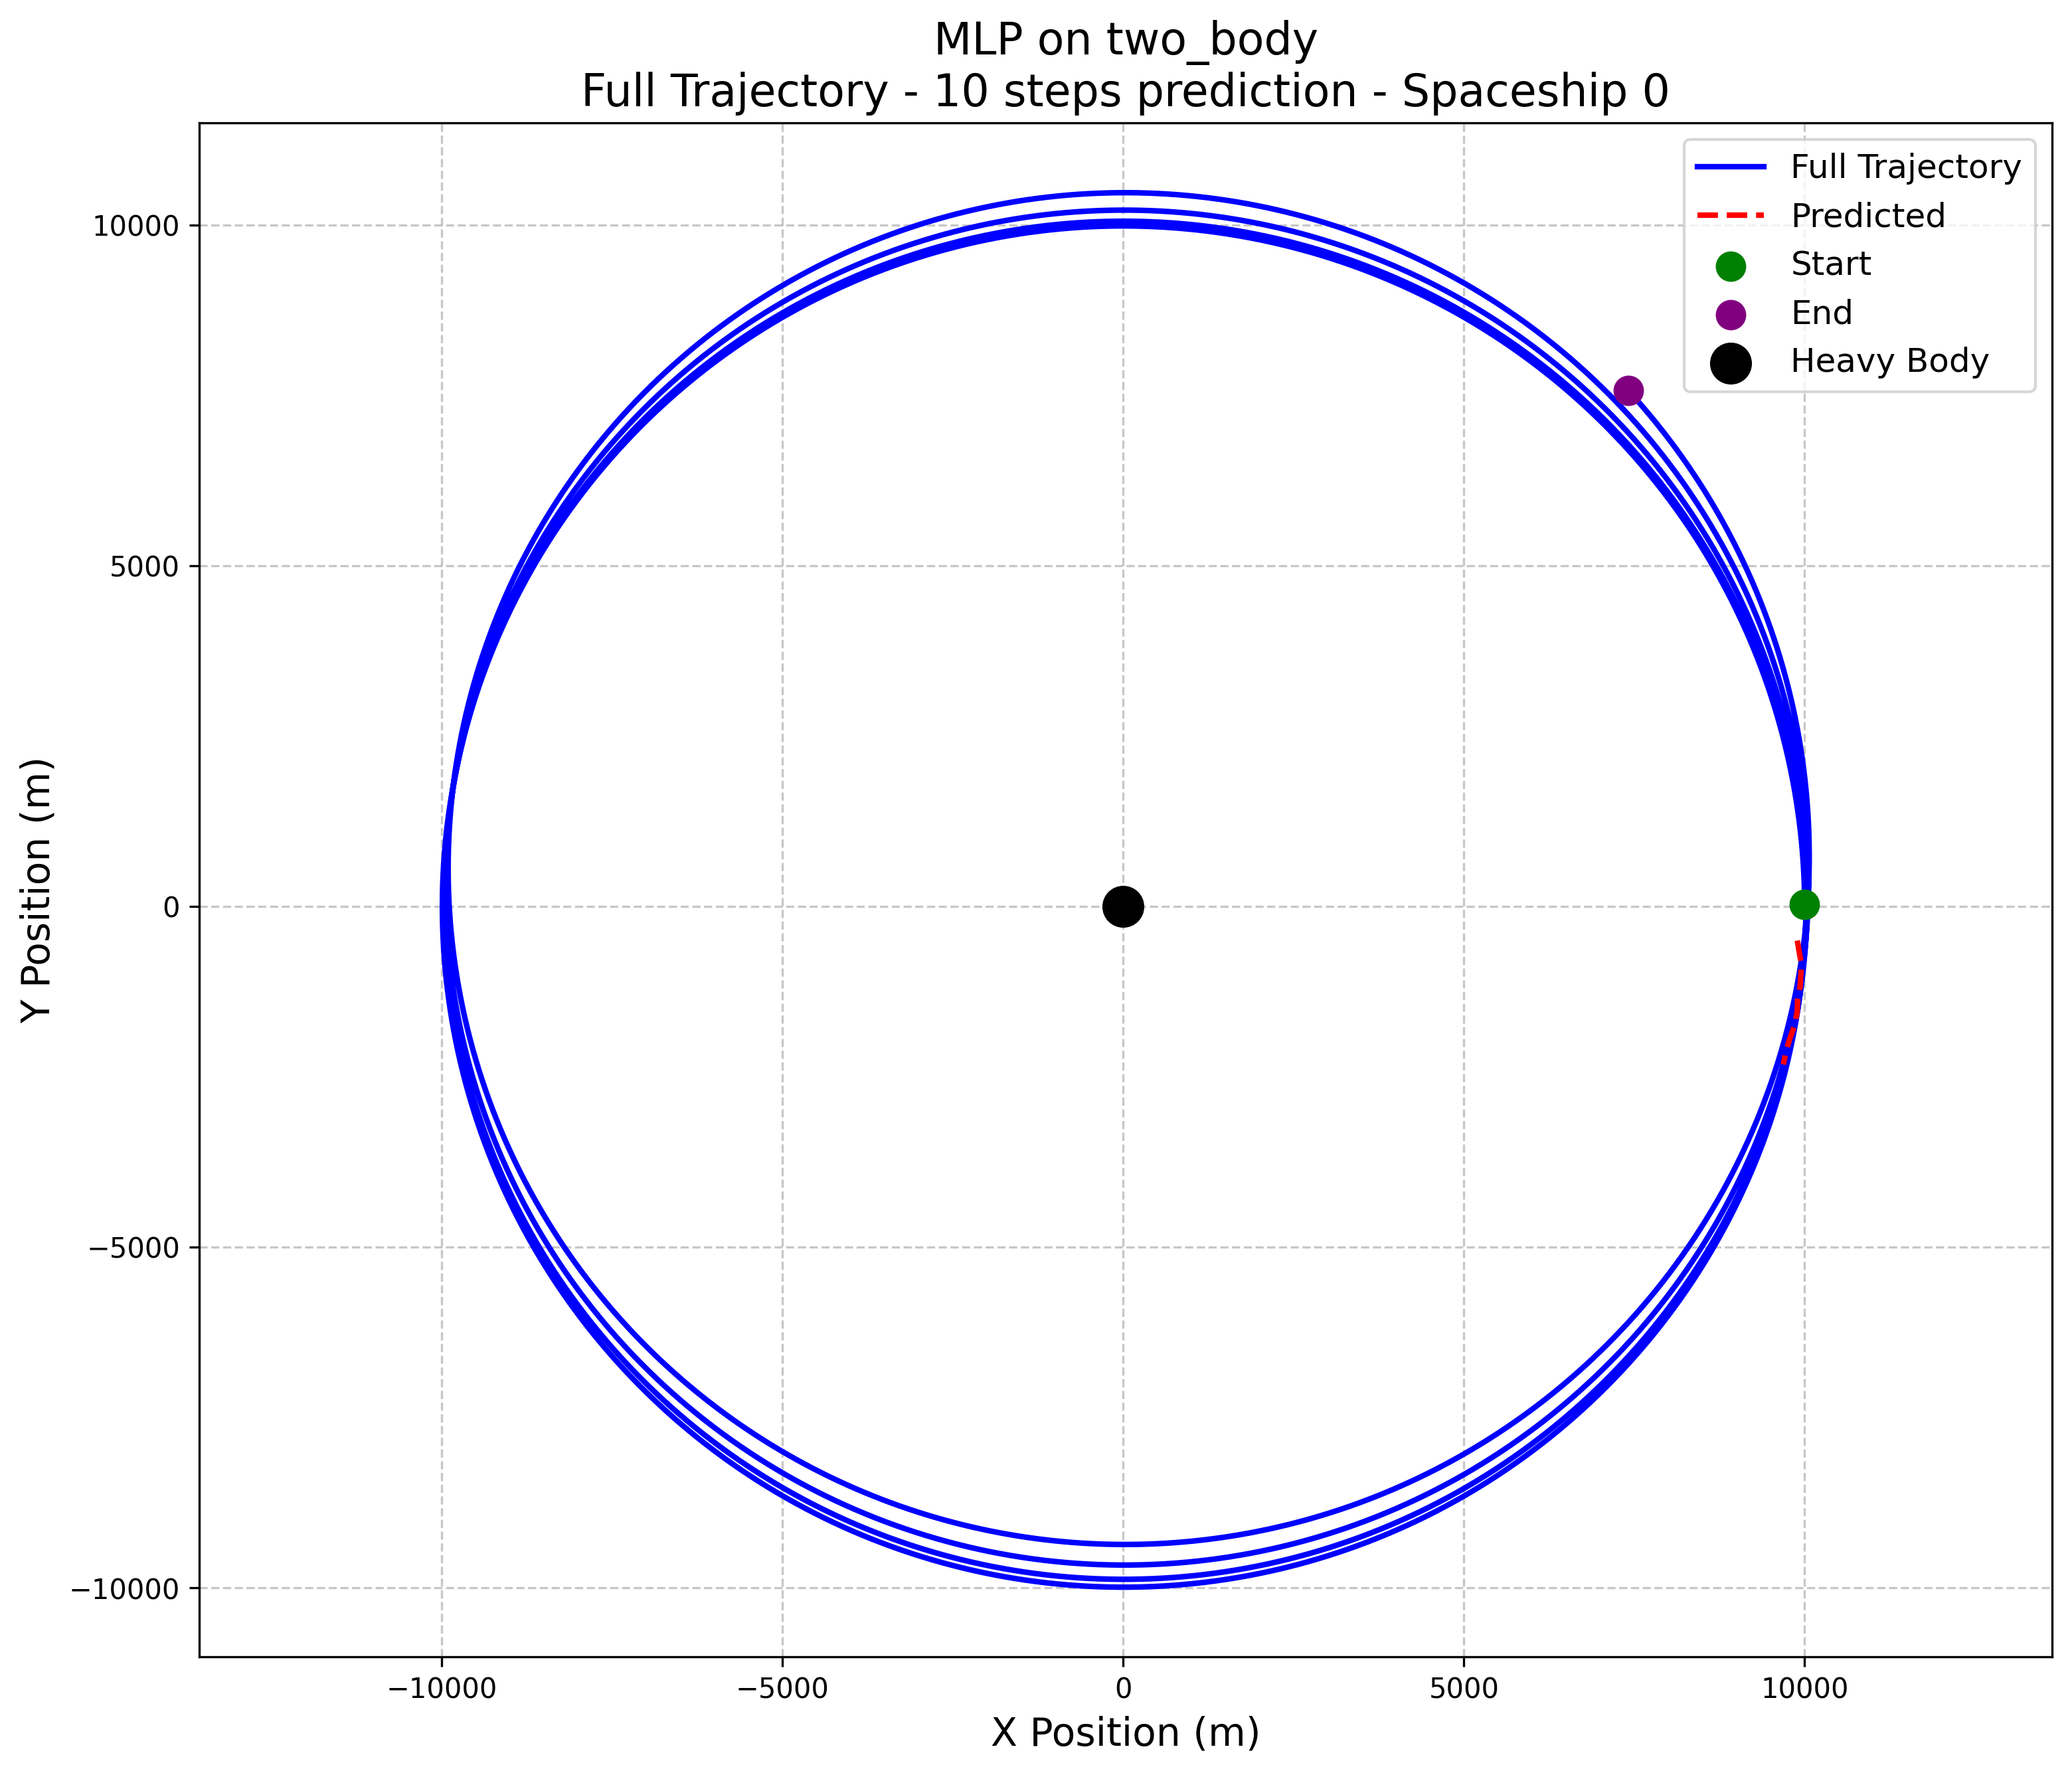 MLP on two_body
Full Trajectory - 10 steps prediction - Spaceship 0
Full Trajectory
Predicted
Start
End
Heavy Body
10000
5000
0
−5000
−10000
Y Position (m)
−10000
−5000
0
5000
10000
X Position (m)